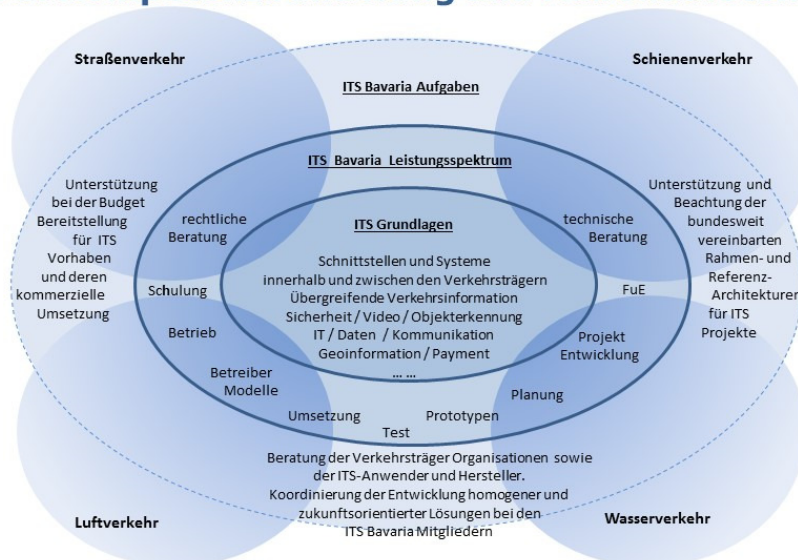 Straßenverkehr
Schienenverkehr
ITS Bavaria Aufgaben
ITS Bavaria Leistungsspektrum
Unterstützung
bei der Budget
Bereitstellung
für ITS
Vorhaben
und deren
kommerzielle
Umsetzung
rechtliche
Beratung
ITS Grundlagen
Schnittstellen und Systeme
innerhalb und zwischen den Verkehrsträgern
Übergreifende Verkehrsinformation
Sicherheit / Video / Objekterkennung
IT / Daten / Kommunikation
Geoinformation / Payment
... ...
technische
Beratung
Unterstützung und
Beachtung der
bundesweit
vereinbarten
Rahmen- und
Referenz-
Architekturen
für ITS
Projekte
Schulung
FuE
Betrieb
Projekt
Entwicklung
Betreiber
Modelle
Planung
Umsetzung
Prototypen
Test
Beratung der Verkehrsträger Organisationen sowie
der ITS-Anwender und Hersteller.
Koordinierung der Entwicklung homogener und
zukunftsorientierter Lösungen bei den
ITS Bavaria Mitgliedern
Luftverkehr
Wasserverkehr